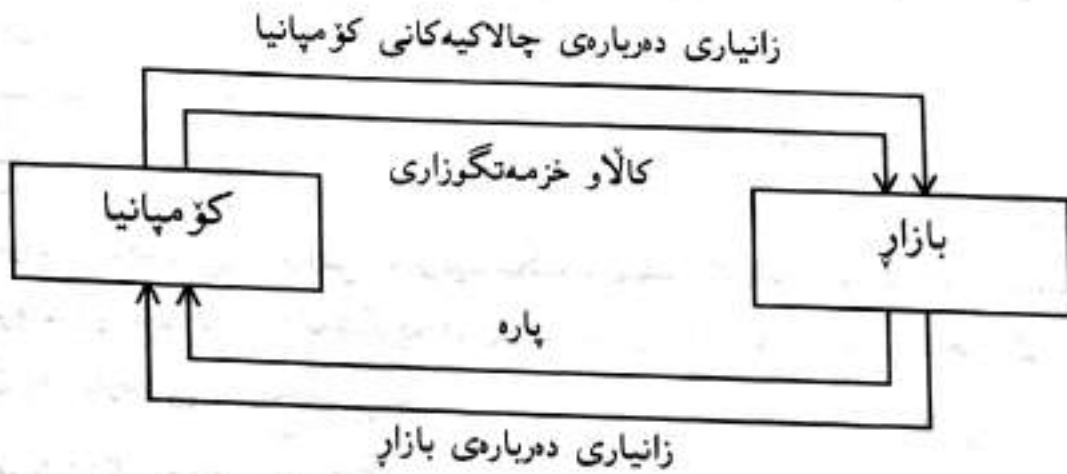 زانیاری دەربارەی چالاکیەکانی کۆمپانیا
کاڵاو خزمەتگوزاری
کۆمپانیا
بازاڕ
پارە
زانیاری دەربارەی بازاڕ